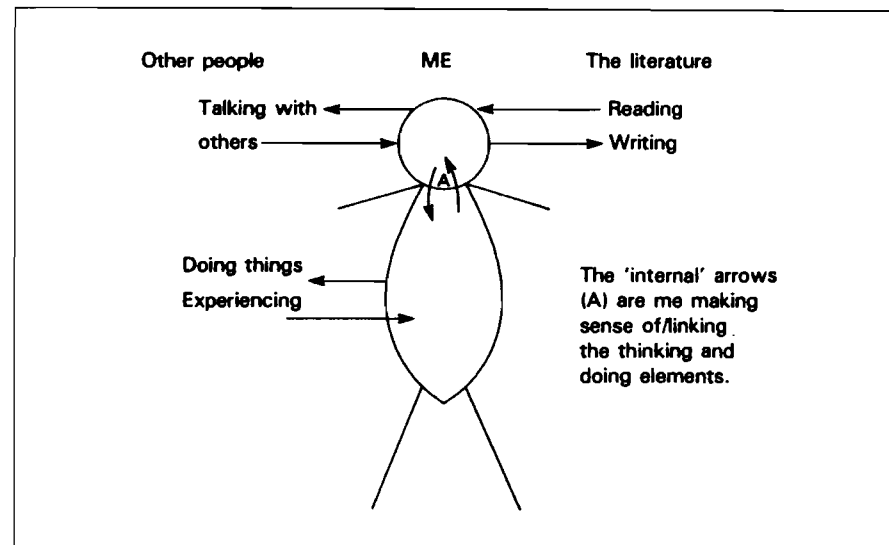 Other people
ME
The literature
Talking with
others
Reading
Writing
A
Doing things
Experiencing
The 'internal' arrows
(A) are me making
sense of/linking
the thinking and
doing elements.